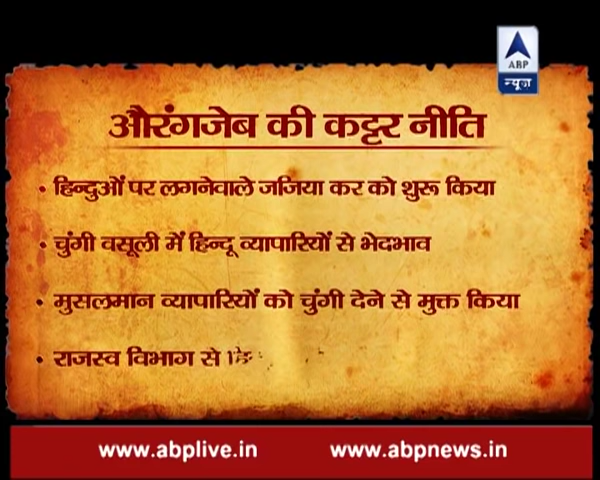 ABP
न्यूज़
औरंगजेब की कट्टर नीति
• हिन्दुओं पर लगनेवाले जजिया कर को शुरू किया
• चुंगी वसूली में हिन्दू व्यापारियों से भेदभाव
• मुसलमान व्यापारियों को चुंगी देने से मुक्त किया
• राजस्व विभाग से
www.abplive.in www.abpnews.in